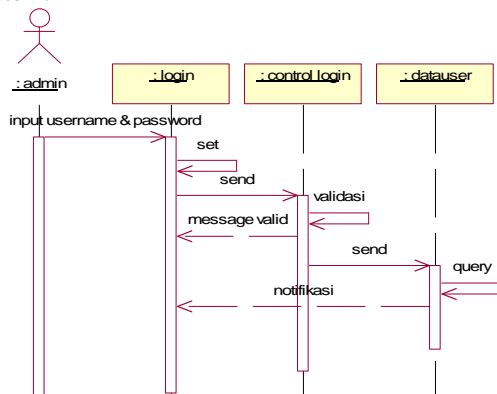 : admin
: login
: control login
: datauser
input username & password
set
send
validasi
message valid
send
query
notifikasi